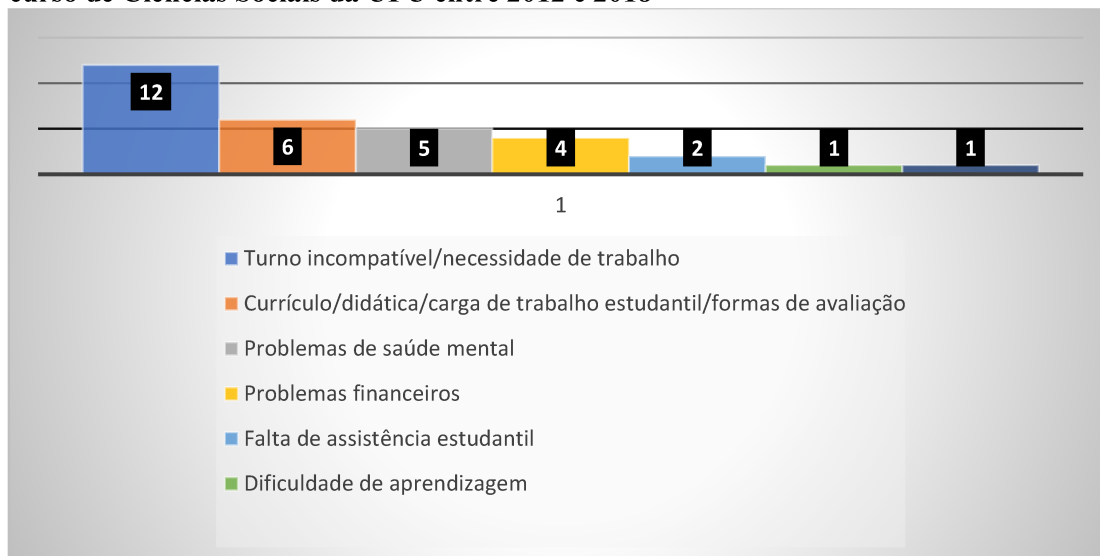 12
6
5
4
2
1
1
1
Turno incompatível/necessidade de trabalho
Currículo/didática/carga de trabalho estudantil/formas de avaliação
Problemas de saúde mental
Problemas financeiros
Falta de assistência estudantil
Dificuldade de aprendizagem